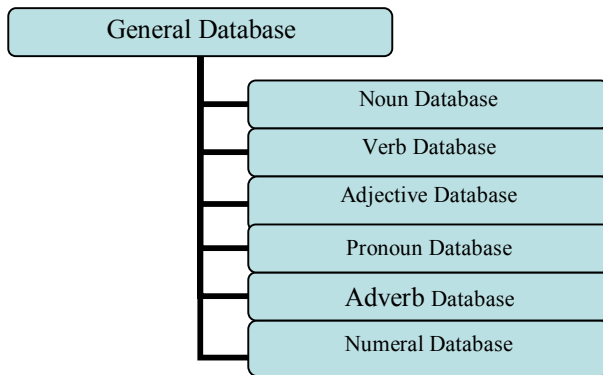 General Database
Noun Database
Verb Database
Adjective Database
Pronoun Database
Adverb Database
Numeral Database